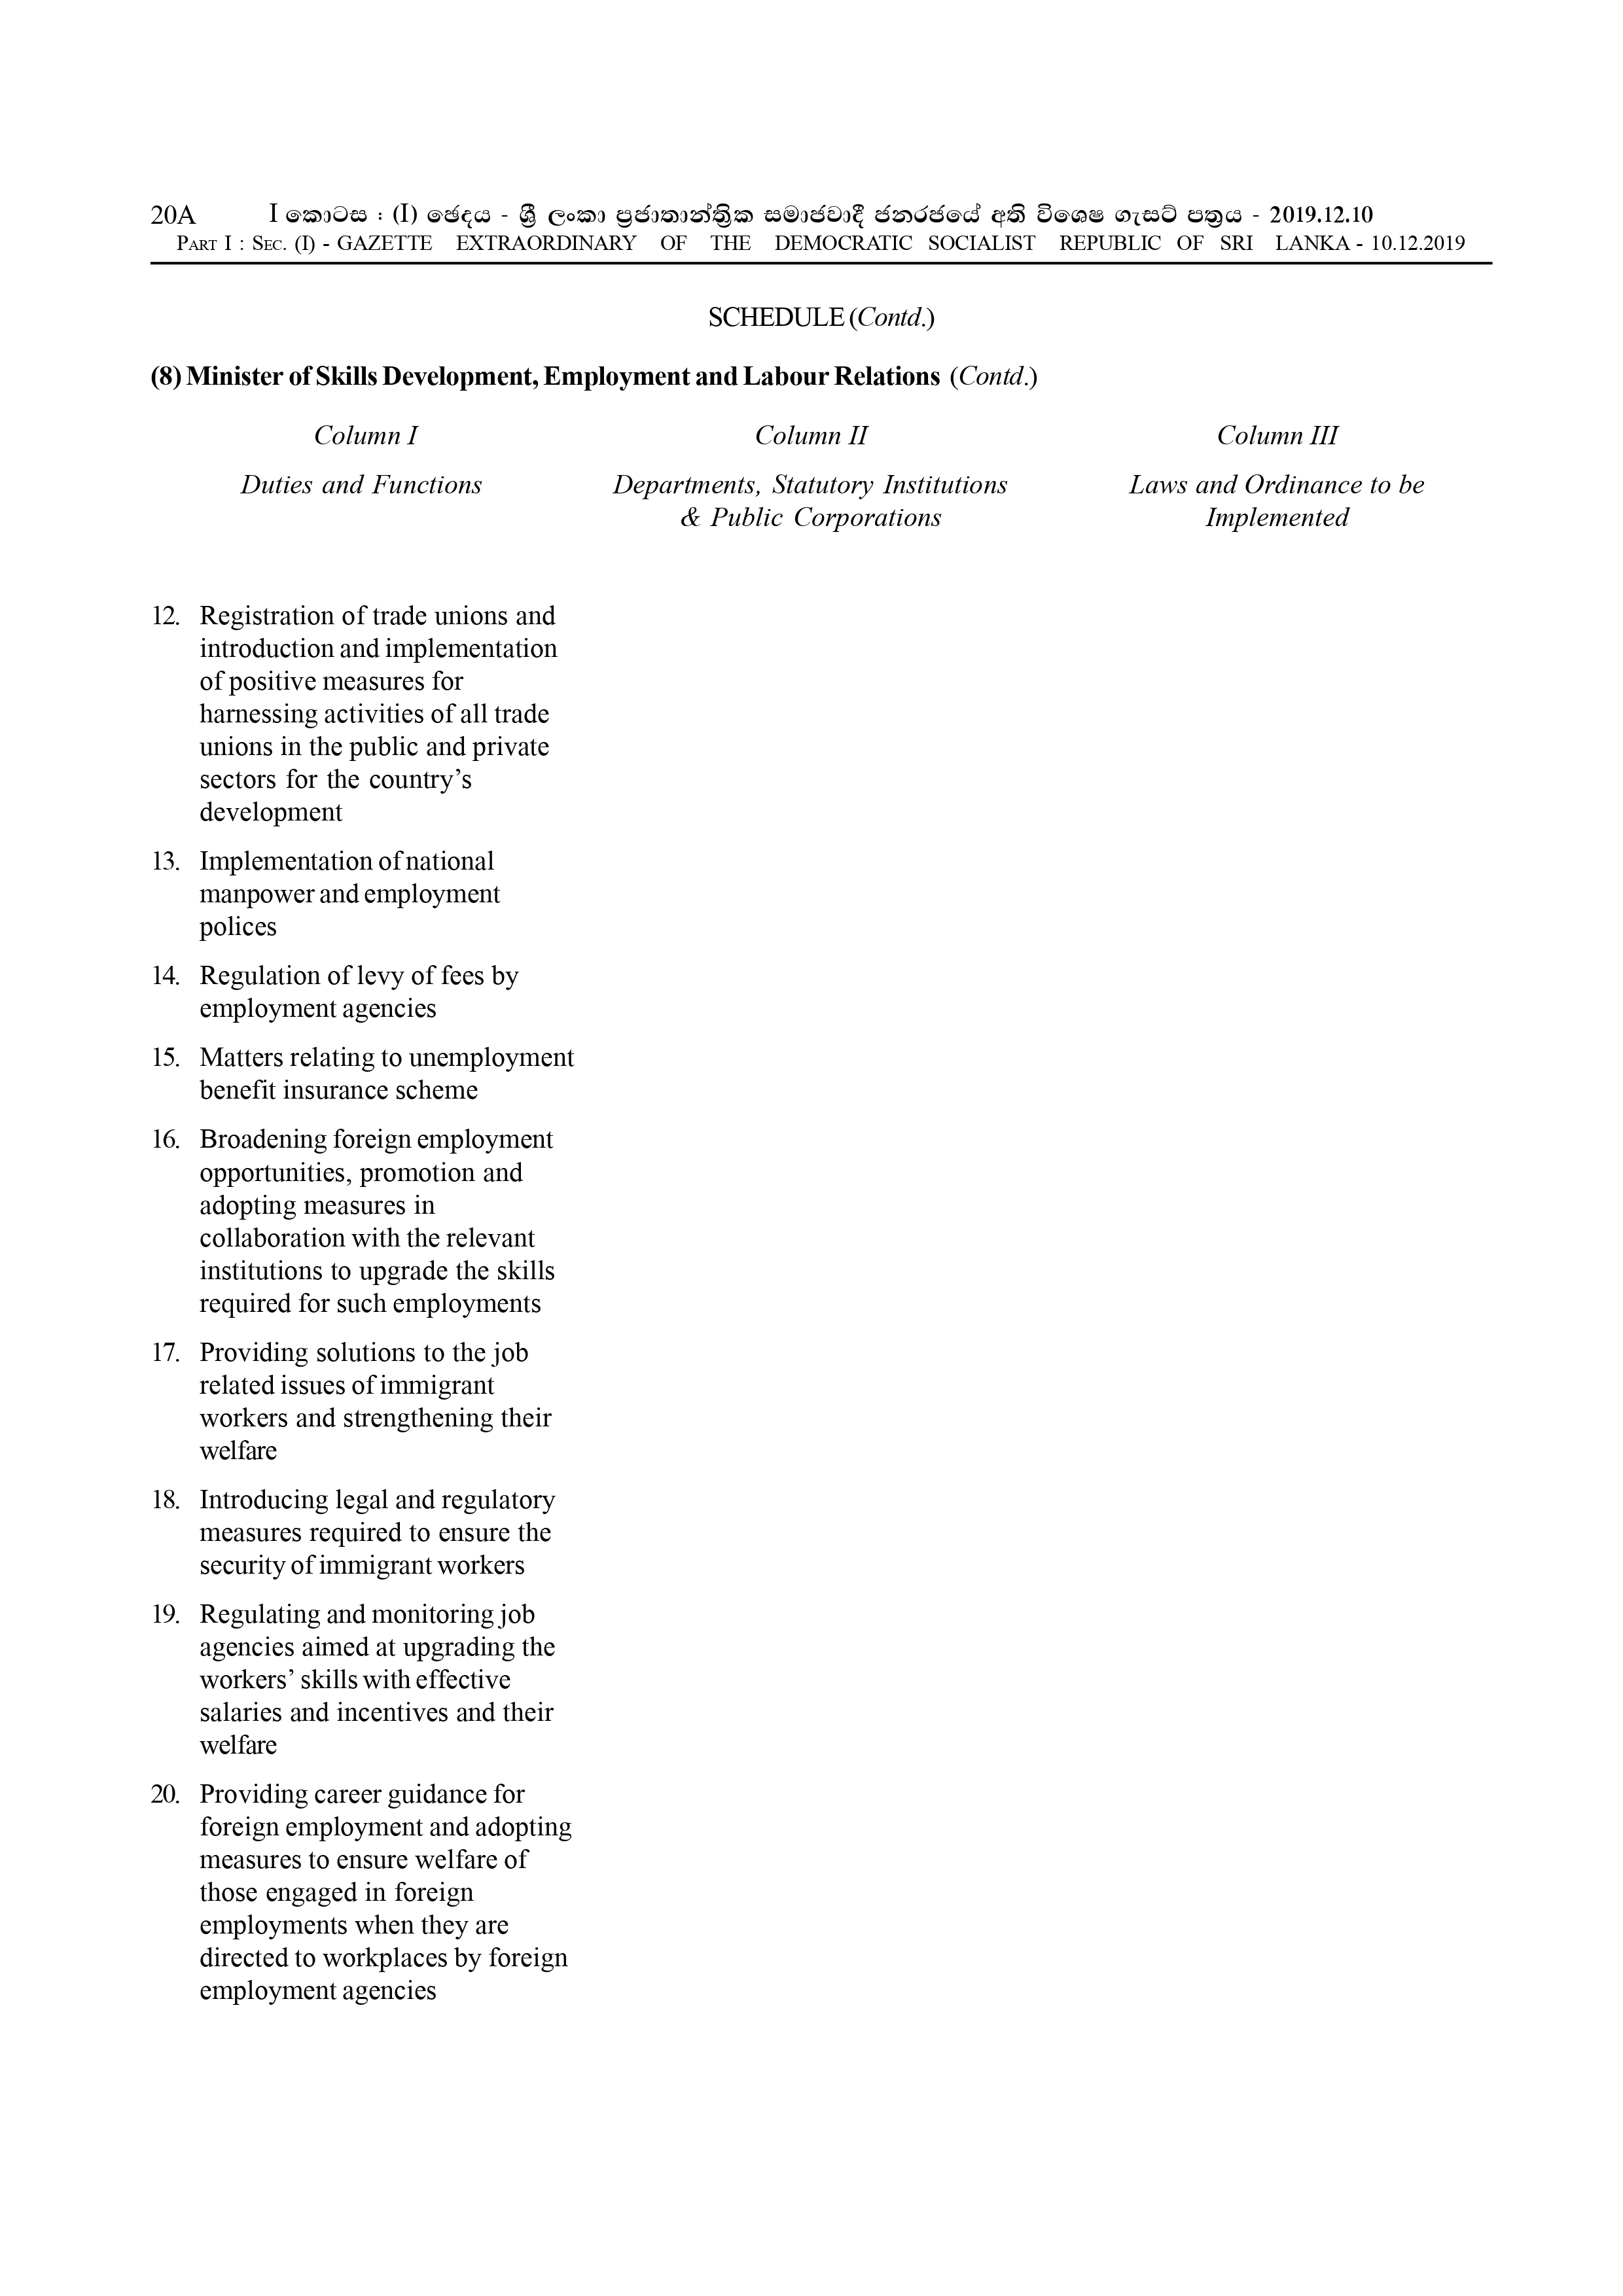 20A I කොටස : (I) ඡෙදය - ශ්‍රී ලංකා ප්‍රජාතාන්ත්‍රික සමාජවාදී ජනරජයේ අති විශෙෂ ගැසට් පත්‍රය - 2019.12.10
PART I : SEC. (I) - GAZETTE EXTRAORDINARY OF THE DEMOCRATIC SOCIALIST REPUBLIC OF SRI LANKA - 10.12.2019
SCHEDULE (Contd.)
(8) Minister of Skills Development, Employment and Labour Relations (Contd.)
Column I Column II Column III
Duties and Functions Departments, Statutory Institutions Laws and Ordinance to be
& Public Corporations Implemented
12. Registration of trade unions and
introduction and implementation
of positive measures for
harnessing activities of all trade
unions in the public and private
sectors for the country’s
development
13. Implementation of national
manpower and employment
polices
14. Regulation of levy of fees by
employment agencies
15. Matters relating to unemployment
benefit insurance scheme
16. Broadening foreign employment
opportunities, promotion and
adopting measures in
collaboration with the relevant
institutions to upgrade the skills
required for such employments
17. Providing solutions to the job
related issues of immigrant
workers and strengthening their
welfare
18. Introducing legal and regulatory
measures required to ensure the
security of immigrant workers
19. Regulating and monitoring job
agencies aimed at upgrading the
workers’ skills with effective
salaries and incentives and their
welfare
20. Providing career guidance for
foreign employment and adopting
measures to ensure welfare of
those engaged in foreign
employments when they are
directed to workplaces by foreign
employment agencies